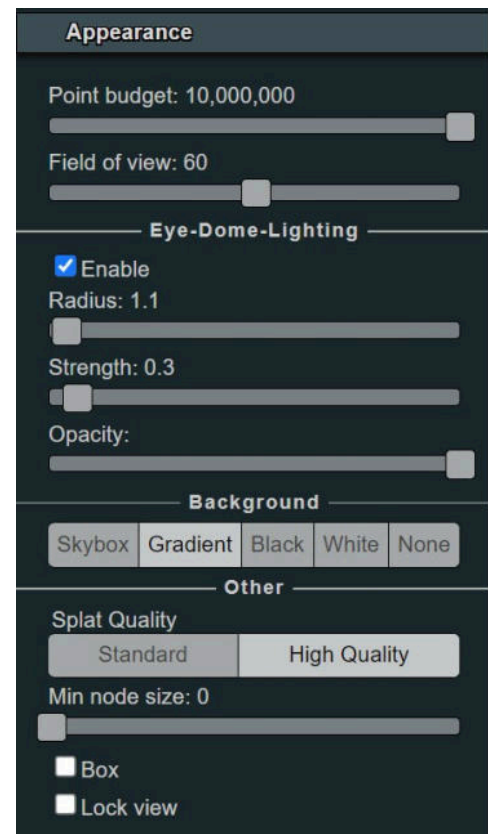 Appearance
Point budget: 10,000,000
Field of view: 60
Eye-Dome-Lighting
Enable
Radius: 1.1
Strength: 0.3
Opacity:
Background
Skybox Gradient Black White None
Other
Splat Quality
Standard High Quality
Min node size: 0
Box
Lock view